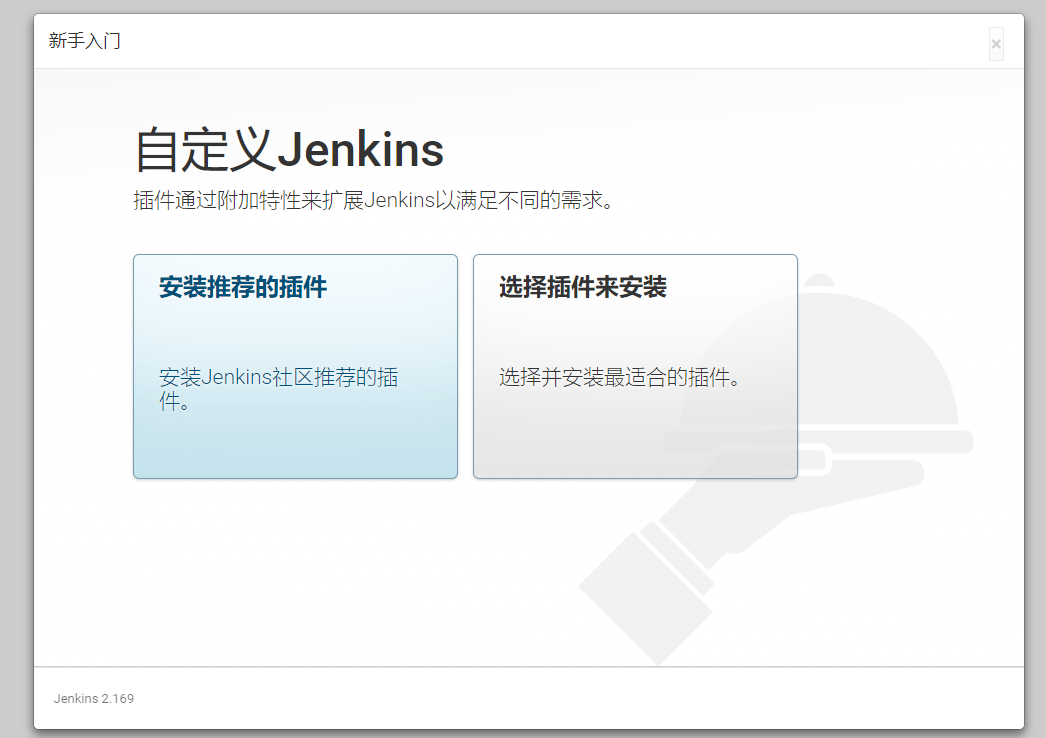 新手入门
×
自定义Jenkins
插件通过附加特性来扩展Jenkins以满足不同的需求。
安装推荐的插件
安装Jenkins社区推荐的插
件。
选择插件来安装
选择并安装最适合的插件。
Jenkins 2.169